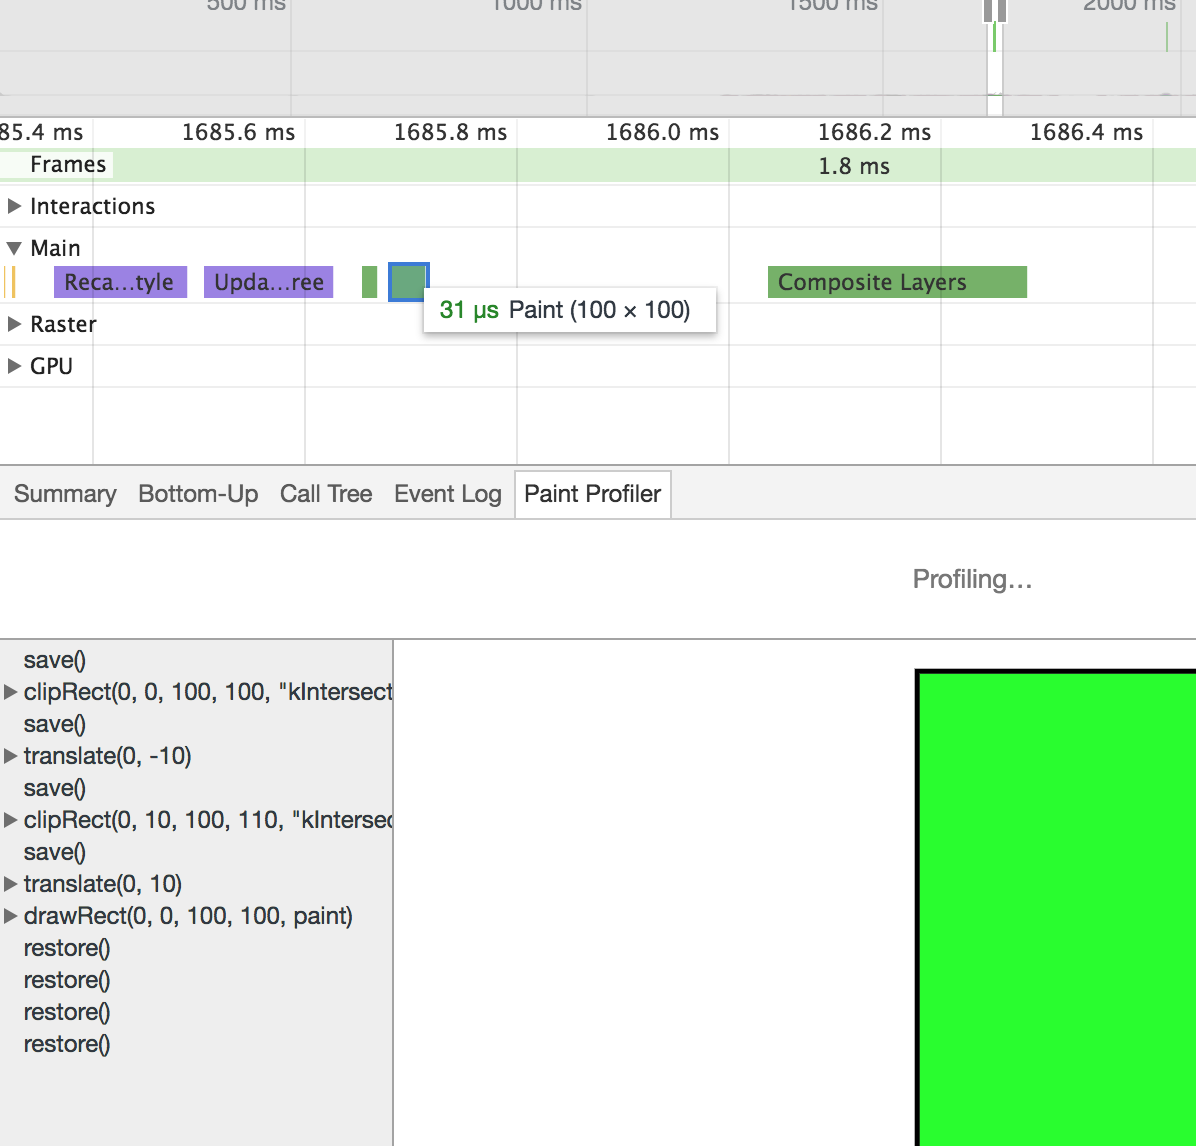 500 ms 1000 ms 1500 ms 2000 ms
85.4 ms 1685.6 ms 1685.8 ms 1686.0 ms 1686.2 ms 1686.4 ms
Frames 1.8 ms
Interactions
Main
Reca…tyle Upda…ree Composite Layers
31 μs Paint (100 × 100)
Raster
GPU
Summary Bottom-Up Call Tree Event Log Paint Profiler
Profiling…
save()
clipRect(0, 0, 100, 100, "kIntersect
save()
translate(0, -10)
save()
clipRect(0, 10, 100, 110, "kIntersec
save()
translate(0, 10)
drawRect(0, 0, 100, 100, paint)
restore()
restore()
restore()
restore()